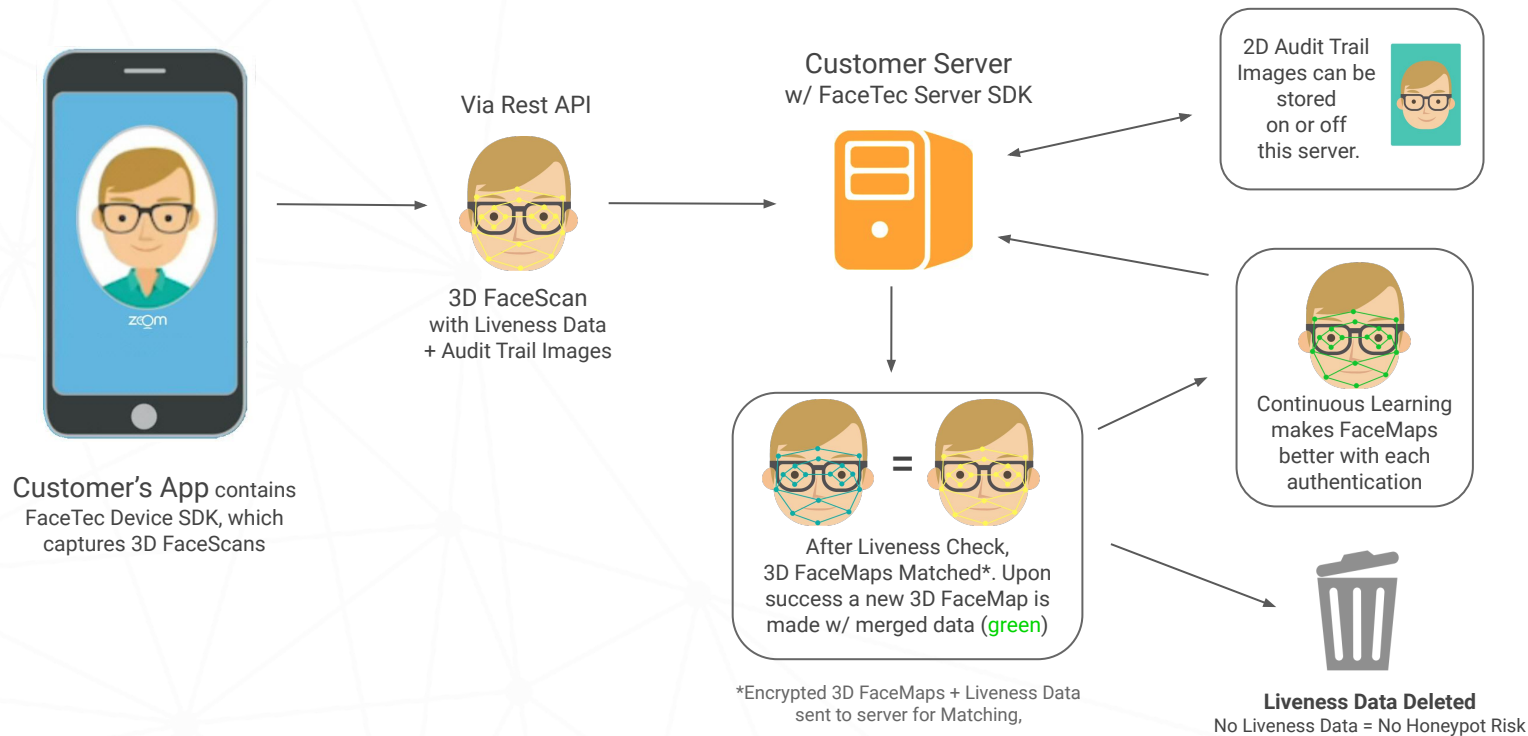 zoom
Customer's App contains
FaceTec Device SDK, which
captures 3D FaceScans
Via Rest API
3D FaceScan
with Liveness Data
+ Audit Trail Images
Customer Server
w/ FaceTec Server SDK
2D Audit Trail
Images can be
stored
on or off
this server.
=
After Liveness Check,
3D FaceMaps Matched*. Upon
success a new 3D FaceMap is
made w/ merged data (green)
*Encrypted 3D FaceMaps + Liveness Data
sent to server for Matching,
Continuous Learning
makes FaceMaps
better with each
authentication
Liveness Data Deleted
No Liveness Data = No Honeypot Risk